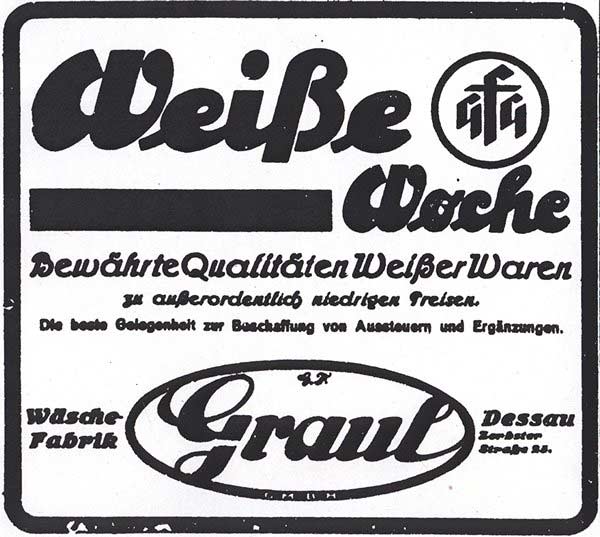 Weiße
GfG
Woche
Bewährte Qualitäten Weißer Waren
zu außerordentlich niedrigen Preisen.
Die beste Gelegenheit zur Beschaffung von Aussteuern und Ergänzungen.
G.F.
Wäsche-
Fabrik
Graul
Dessau
Zerbster
Straße 25.
G M B H